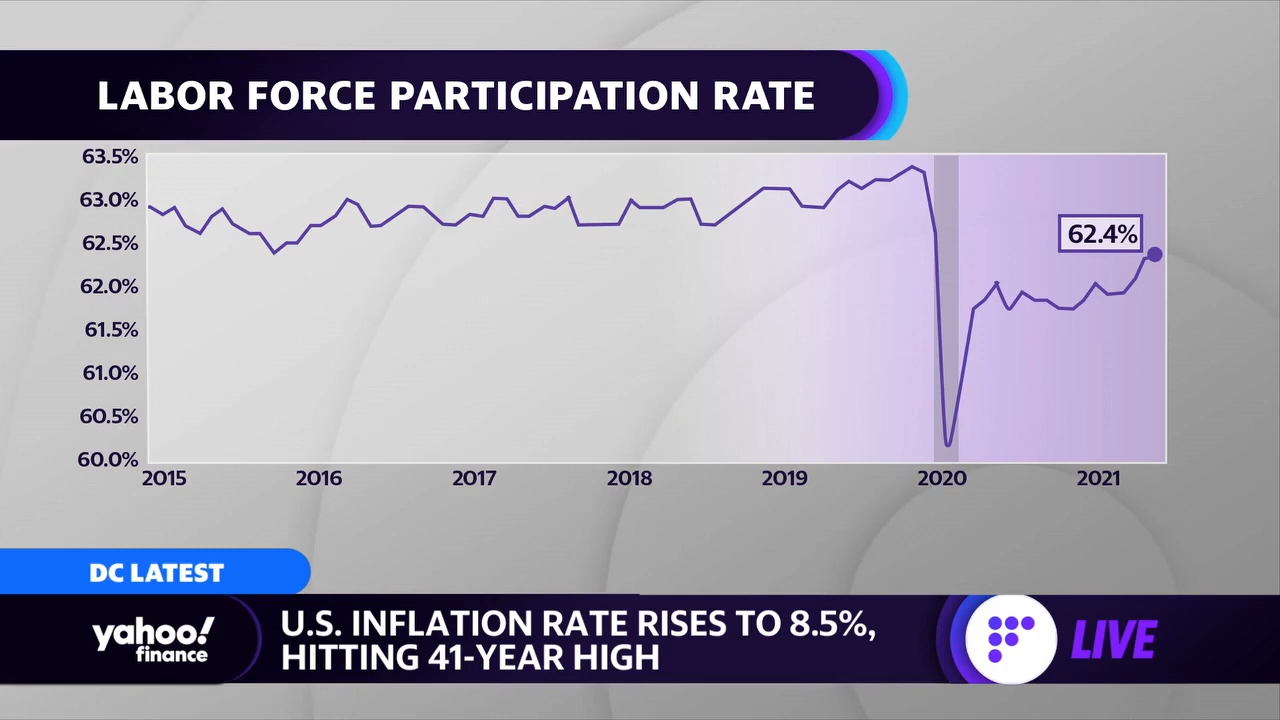 LABOR FORCE PARTICIPATION RATE
63.5%
63.0%
62.5%
62.0%
61.5%
61.0%
60.5%
60.0%
62.4%
2015 2016 2017 2018 2019 2020 2021
DC LATEST
yahoo!
finance
U.S. INFLATION RATE RISES TO 8.5%,
HITTING 41-YEAR HIGH
LIVE